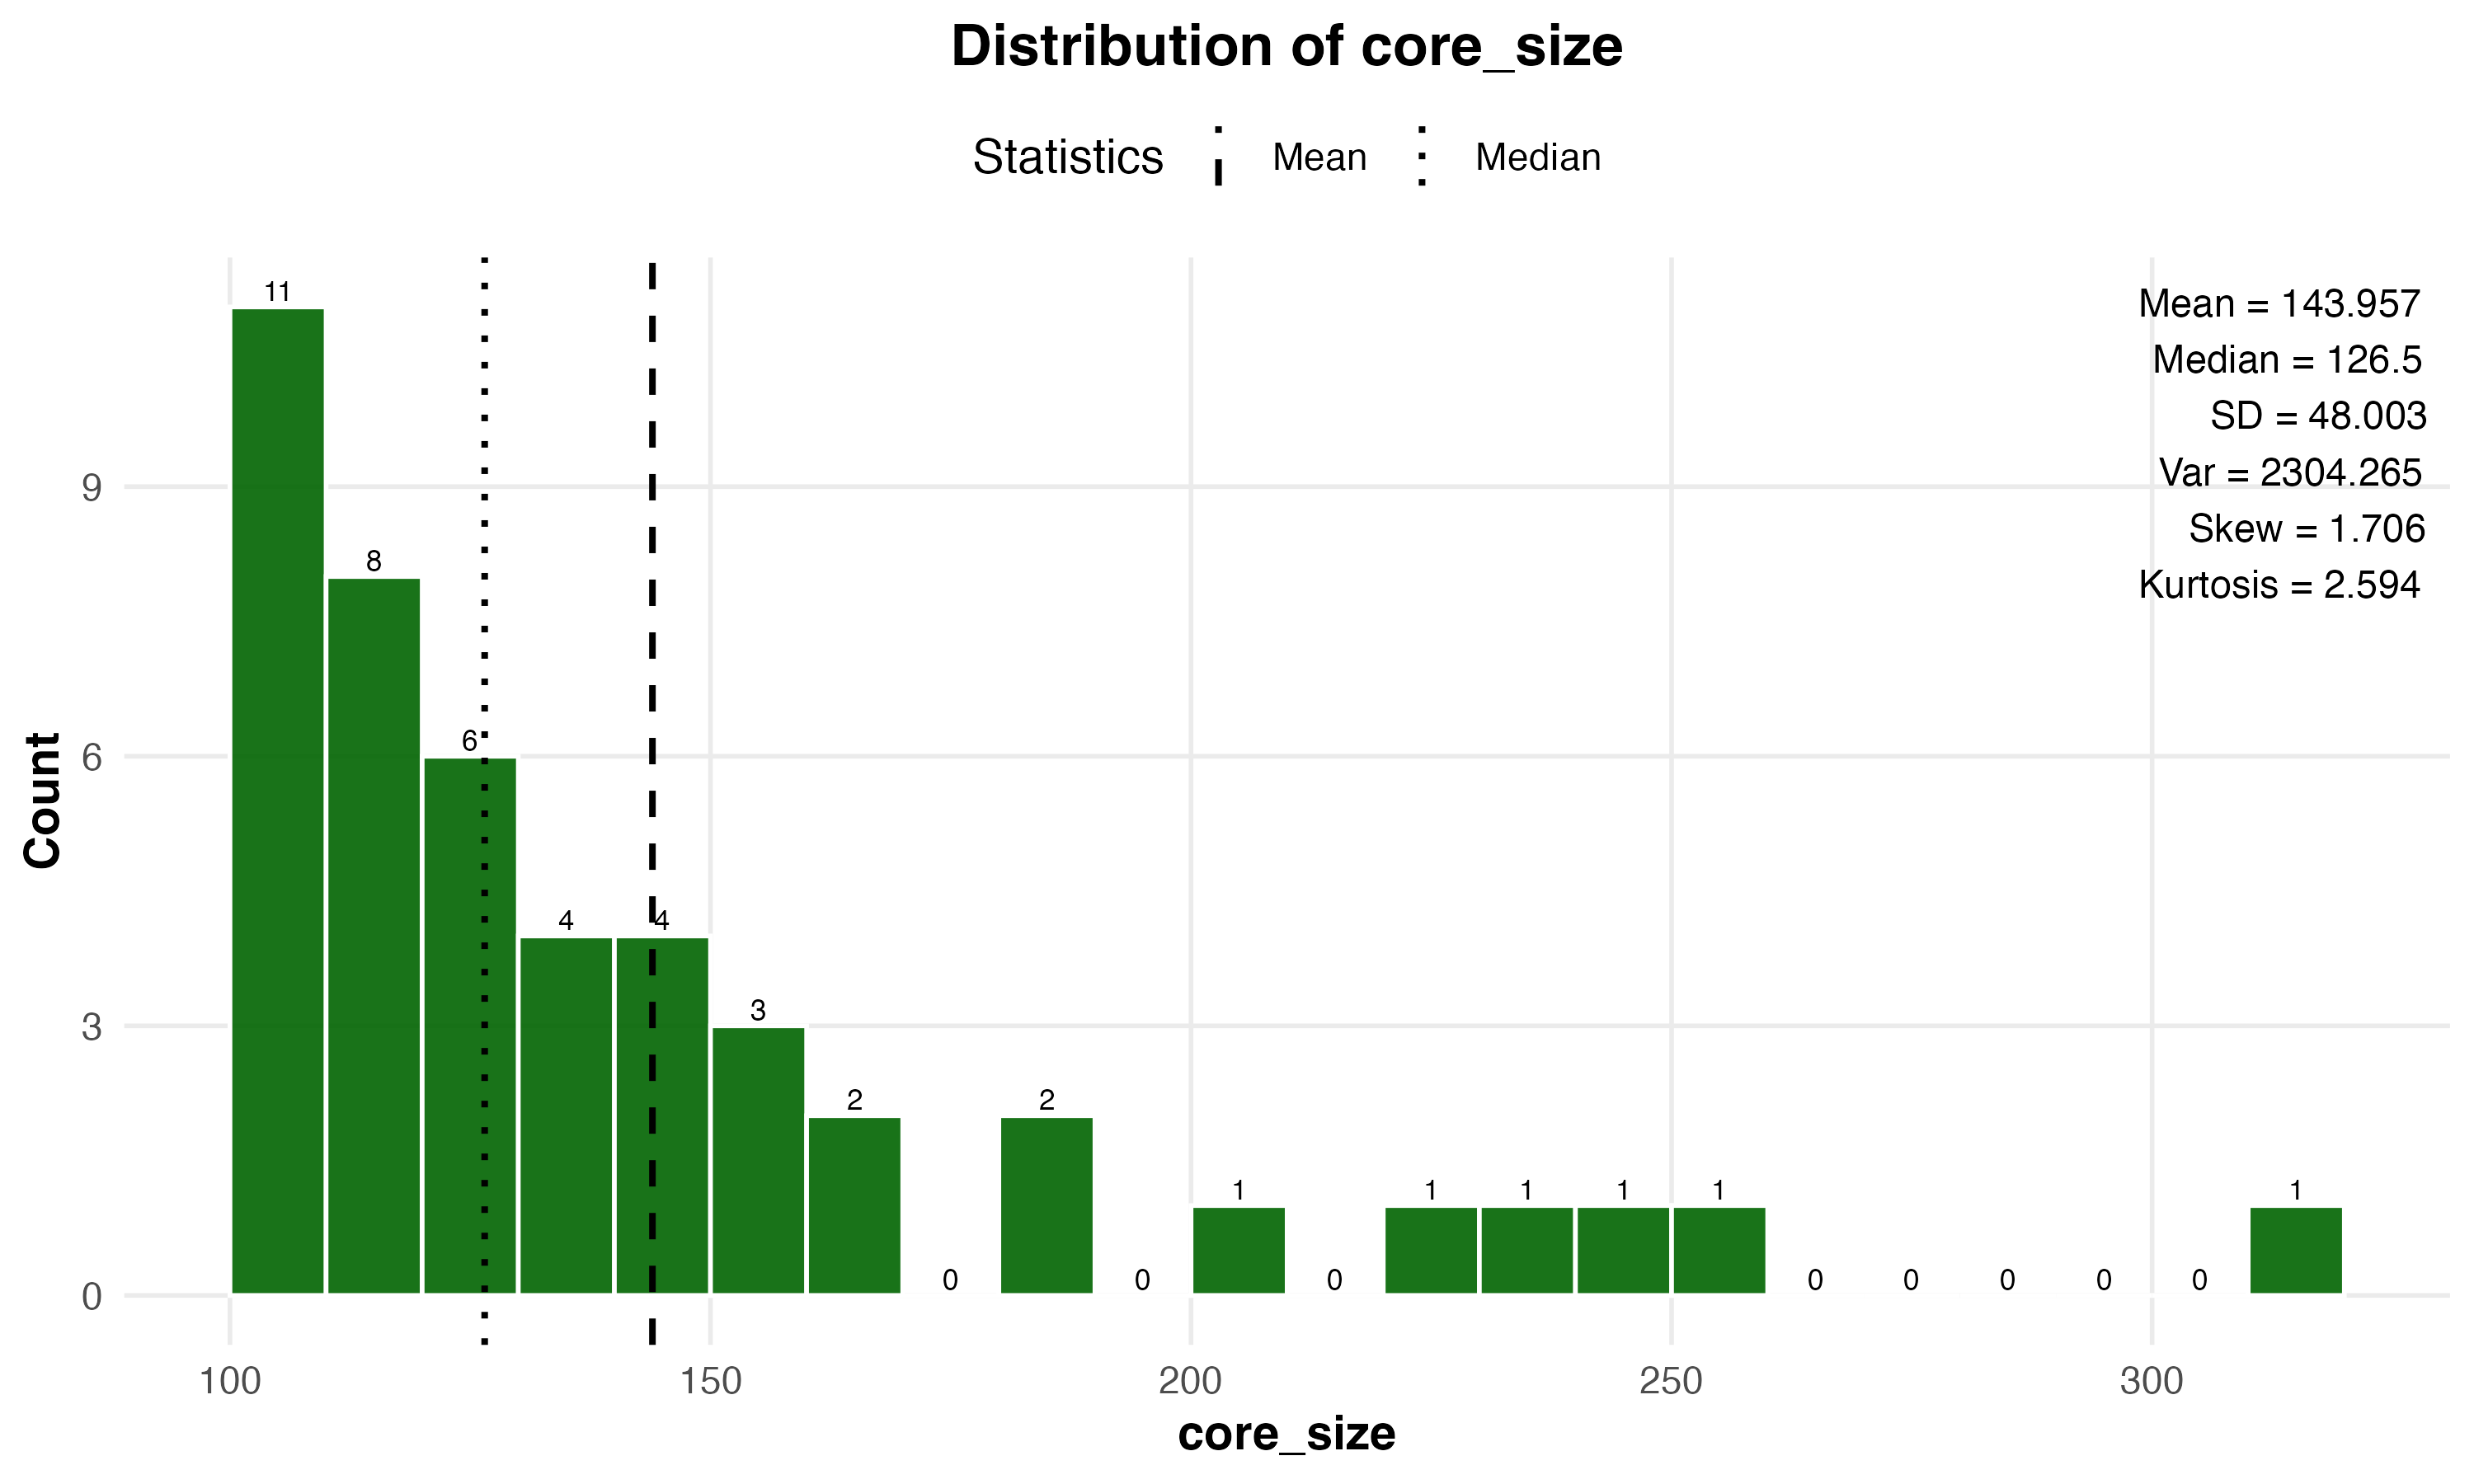 Distribution of core_size
Statistics Mean Median
Mean = 143.957
Median = 126.5
SD = 48.003
Var = 2304.265
Skew = 1.706
Kurtosis = 2.594
Count
9
6
3
0
11
8
6
4
4
3
2
0
2
0
1
0
1
1
1
1
0
0
0
0
0
1
100 150 200 250 300
core_size